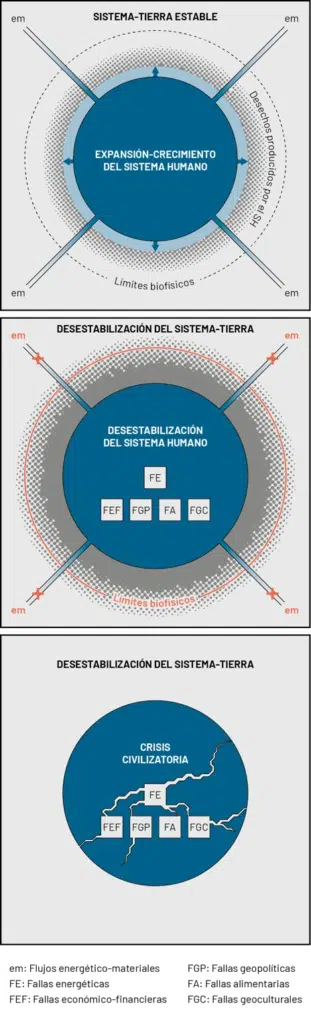 SISTEMA-TIERRA ESTABLE
em
em
EXPANSIÓN-CRECIMIENTO
DEL SISTEMA HUMANO
Desechos producidos por el SH
Límites biofísicos
em
em
DESESTABILIZACIÓN DEL SISTEMA-TIERRA
em
em
DESESTABILIZACIÓN
DEL SISTEMA HUMANO
FE
FEF FGP FA FGC
Límites biofísicos
em
em
DESESTABILIZACIÓN DEL SISTEMA-TIERRA
CRISIS
CIVILIZATORIA
FE
FEF FGP FA FGC
em: Flujos energético-materiales
FE: Fallas energéticas
FEF: Fallas económico-financieras
FGP: Fallas geopolíticas
FA: Fallas alimentarias
FGC: Fallas geoculturales